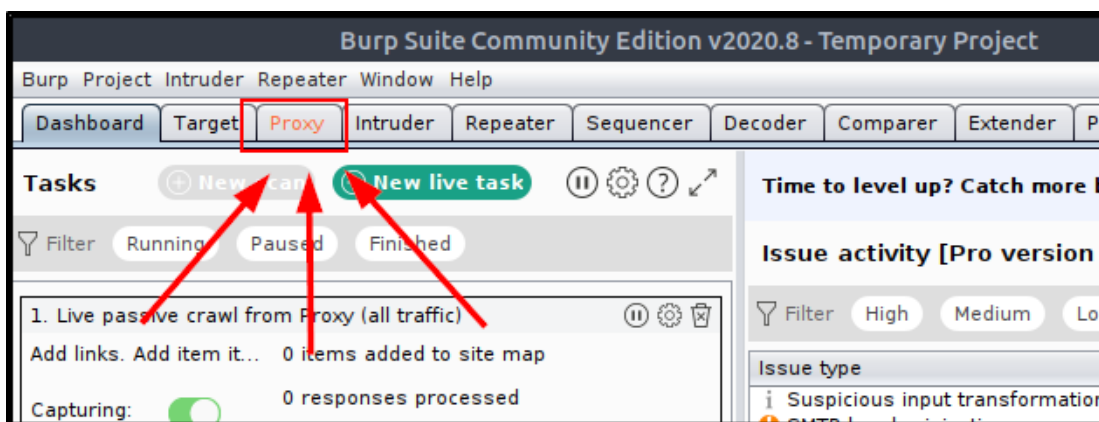 Burp Suite Community Edition v2020.8 - Temporary Project
Burp Project Intruder Repeater Window Help
Dashboard Target Proxy Intruder Repeater Sequencer Decoder Comparer Extender P
Tasks New scan New live task
Time to level up? Catch more
Filter Running Paused Finished
Issue activity [Pro version
1. Live passive crawl from Proxy (all traffic)
Filter High Medium Lo
Add links. Add item it... 0 items added to site map
Issue type
0 responses processed
Suspicious input transformation
Capturing: